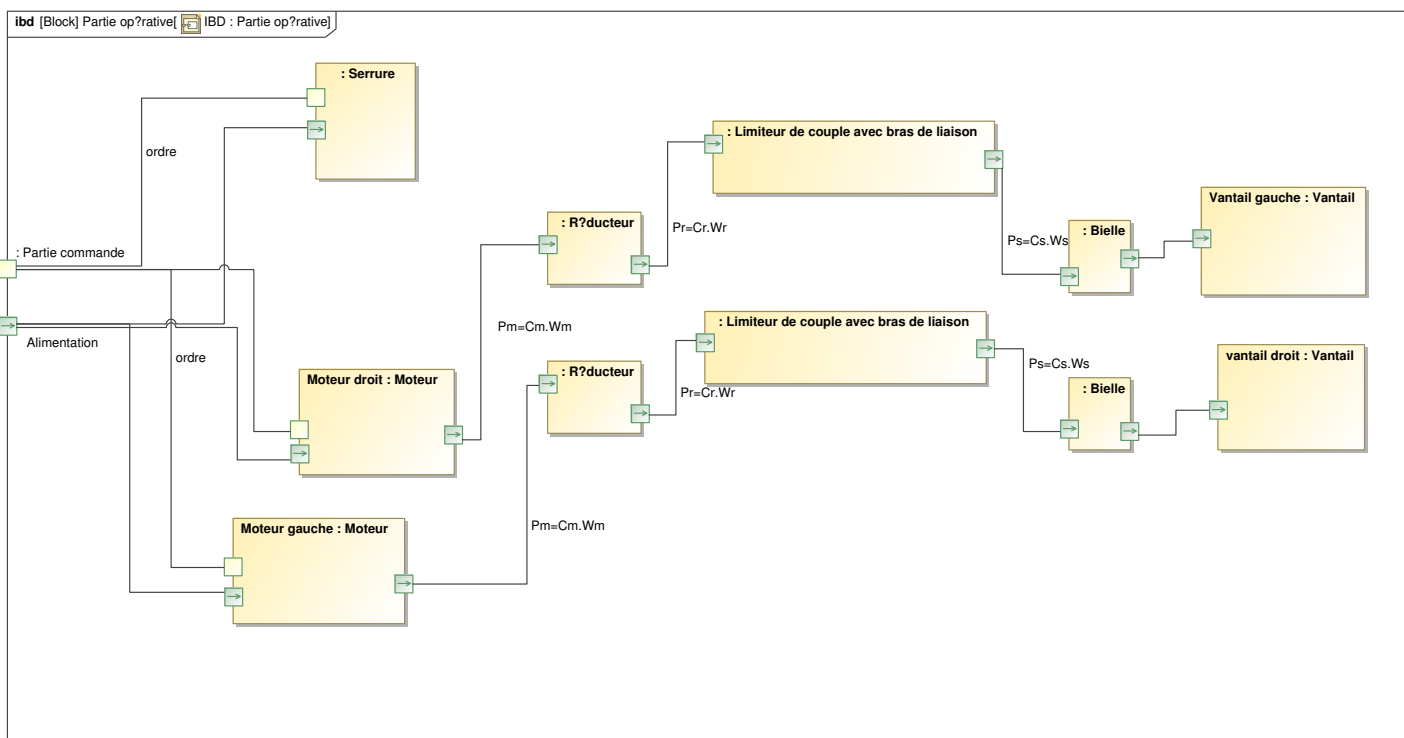 ibd [Block] Partie op?rative[ IBD : Partie op?rative]
: Serrure
ordre
: Limiteur de couple avec bras de liaison
Vantail gauche : Vantail
: R?ducteur
Pr=Cr.Wr
: Bielle
Ps=Cs.Ws
: Partie commande
Alimentation
ordre
Pm=Cm.Wm
: Limiteur de couple avec bras de liaison
vantail droit : Vantail
: R?ducteur
Ps=Cs.Ws
Moteur droit : Moteur
Pr=Cr.Wr
: Bielle
Moteur gauche : Moteur
Pm=Cm.Wm